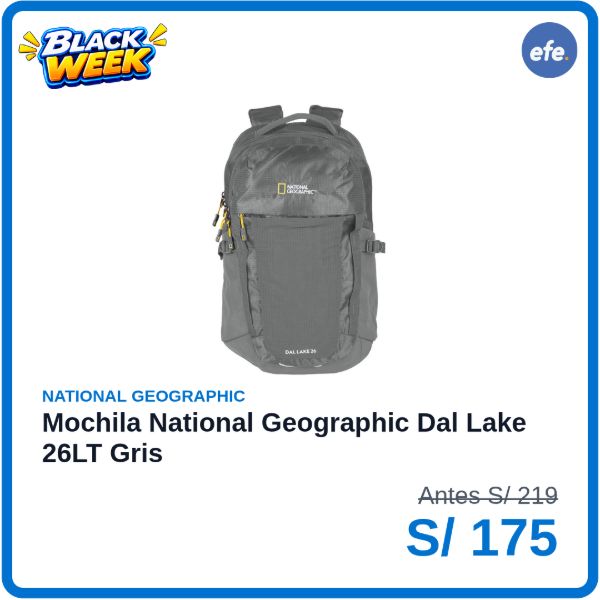 BLACK
WEEK
efe.
NATIONAL
GEOGRAPHIC
DAL LAKE 26
NATIONAL GEOGRAPHIC
Mochila National Geographic Dal Lake
26LT Gris
Antes S/ 219
S/ 175